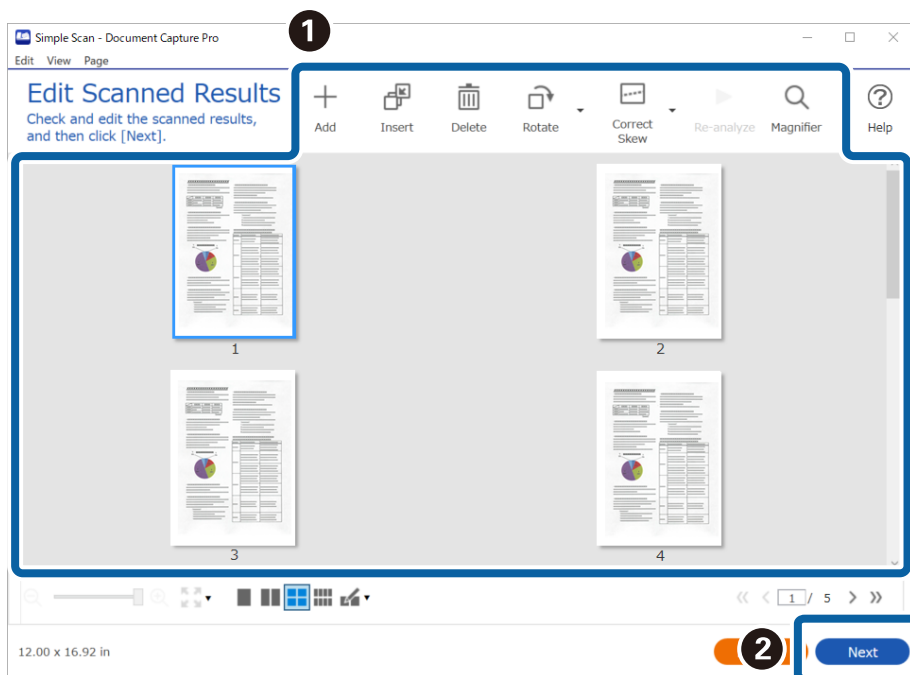 1
Simple Scan - Document Capture Pro
Edit View Page
Edit Scanned Results
Check and edit the scanned results,
and then click [Next].
Add
Insert
Delete
Rotate
Correct
Skew
Re-analyze
Magnifier
Help
1
2
3
4
1 / 5
12.00 x 16.92 in
2
Next